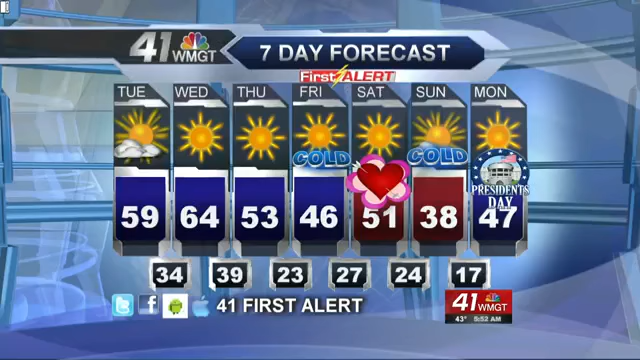 41 WMGT
7 DAY FORECAST
First ALERT
TUE WED THU FRI SAT SUN MON
COLD COLD
PRESIDENTS
DAY
59 64 53 46 51 38 47
34 39 23 27 24 17
41 FIRST ALERT
41 WMGT
43° 5:52 AM